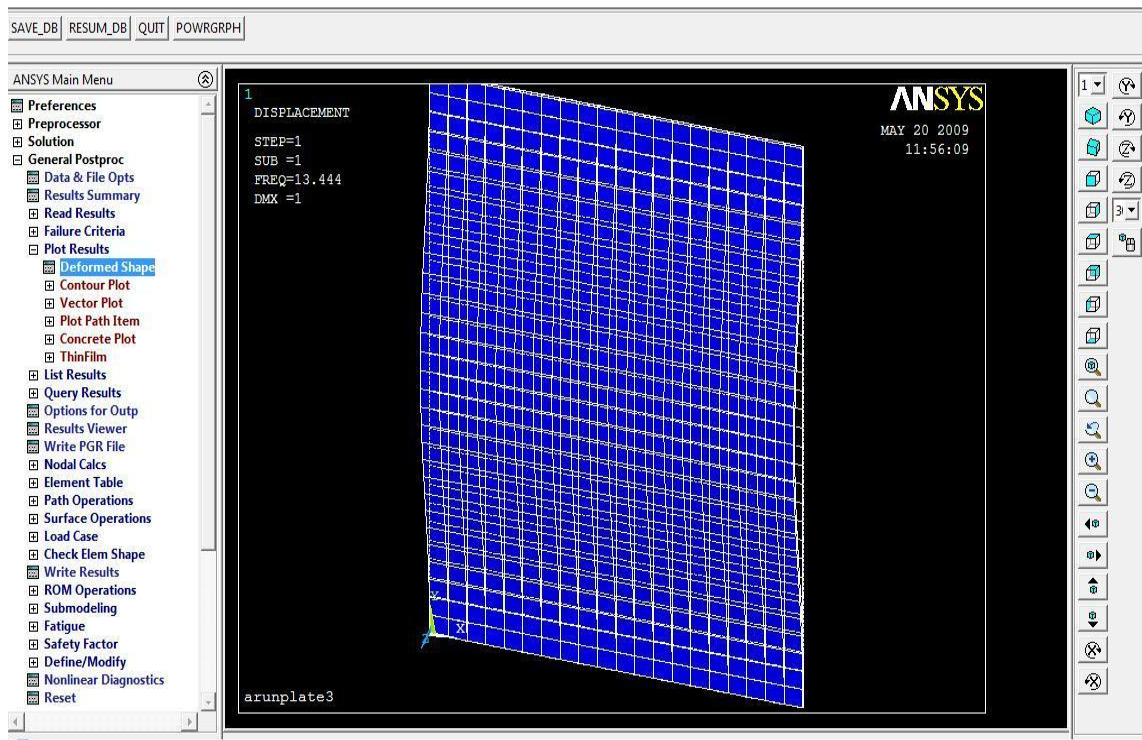 SAVE_DB RESUM_DB QUIT POWRGRPH
ANSYS Main Menu
Preferences
Preprocessor
Solution
General Postproc
Data & File Opts
Results Summary
Read Results
Failure Criteria
Plot Results
Deformed Shape
Contour Plot
Vector Plot
Plot Path Item
Concrete Plot
ThinFilm
List Results
Query Results
Options for Outp
Results Viewer
Write PGR File
Nodal Calcs
Element Table
Path Operations
Surface Operations
Load Case
Check Elem Shape
Write Results
ROM Operations
Submodeling
Fatigue
Safety Factor
Define/Modify
Nonlinear Diagnostics
Reset
1
DISPLACEMENT
STEP=1
SUB =1
FREQ=13.444
DMX =1
ANSYS
MAY 20 2009
11:56:09
Y
X
Z
arunplate3
1
Y
Y
Z
Z
X
X